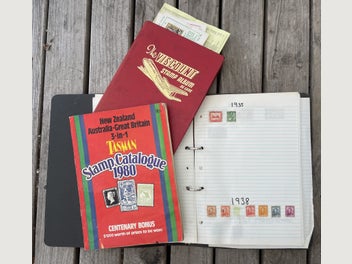 The
VISCOUNT
STAMP ALBUM
New Zealand
Australia-Great Britain
3-in-1
TASMAN
Stamp Catalogue
1980
CENTENARY BONUS
1935
1938